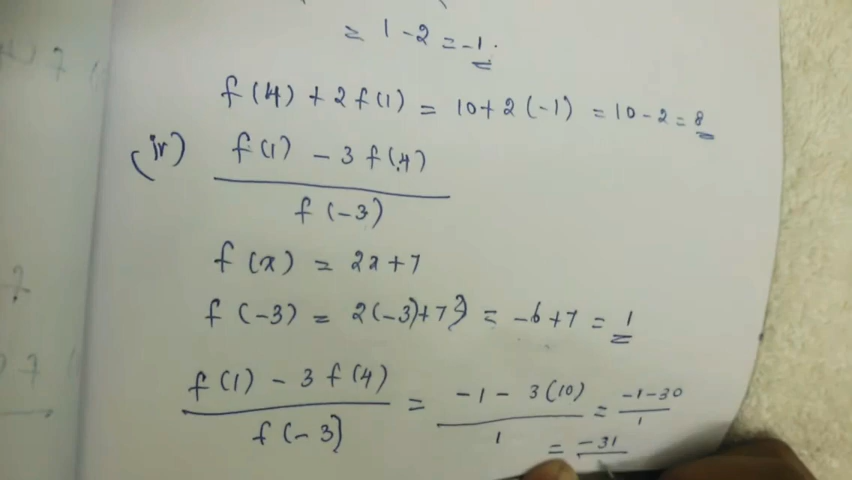 = 1 - 2 = -1.
f(4) + 2f(1) = 10 + 2(-1) = 10 - 2 = 8
(iv) f(1) - 3f(4)
f(-3)
f(x) = 2x + 7
f(-3) = 2(-3)+7} = -6 + 7 = 1
f(1) - 3f(4) / f(-3) = -1 - 3(10) / 1 = -1-30 / 1
= -31